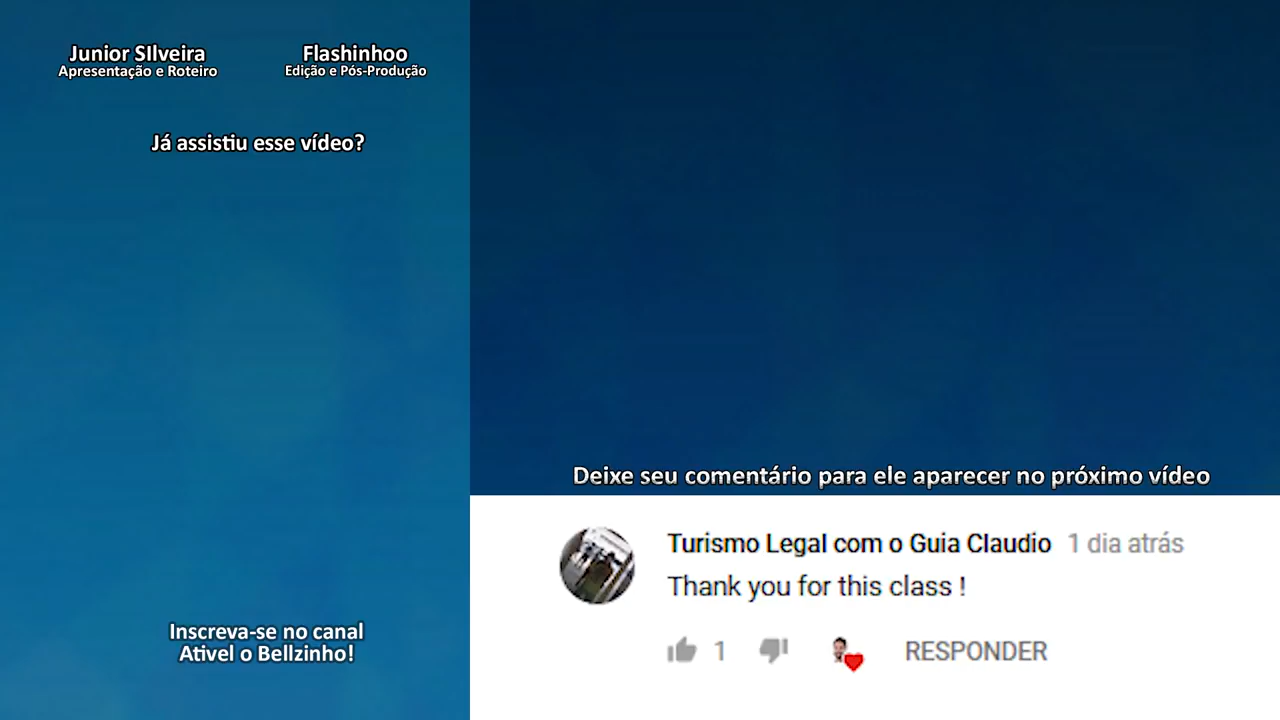 Junior SIlveira
Apresentação e Roteiro
Flashinhoo
Edição e Pós-Produção
Já assistiu esse vídeo?
Inscreva-se no canal
Ativel o Bellzinho!
Deixe seu comentário para ele aparecer no próximo vídeo
Turismo Legal com o Guia Claudio 1 dia atrás
Thank you for this class !
1 RESPONDER